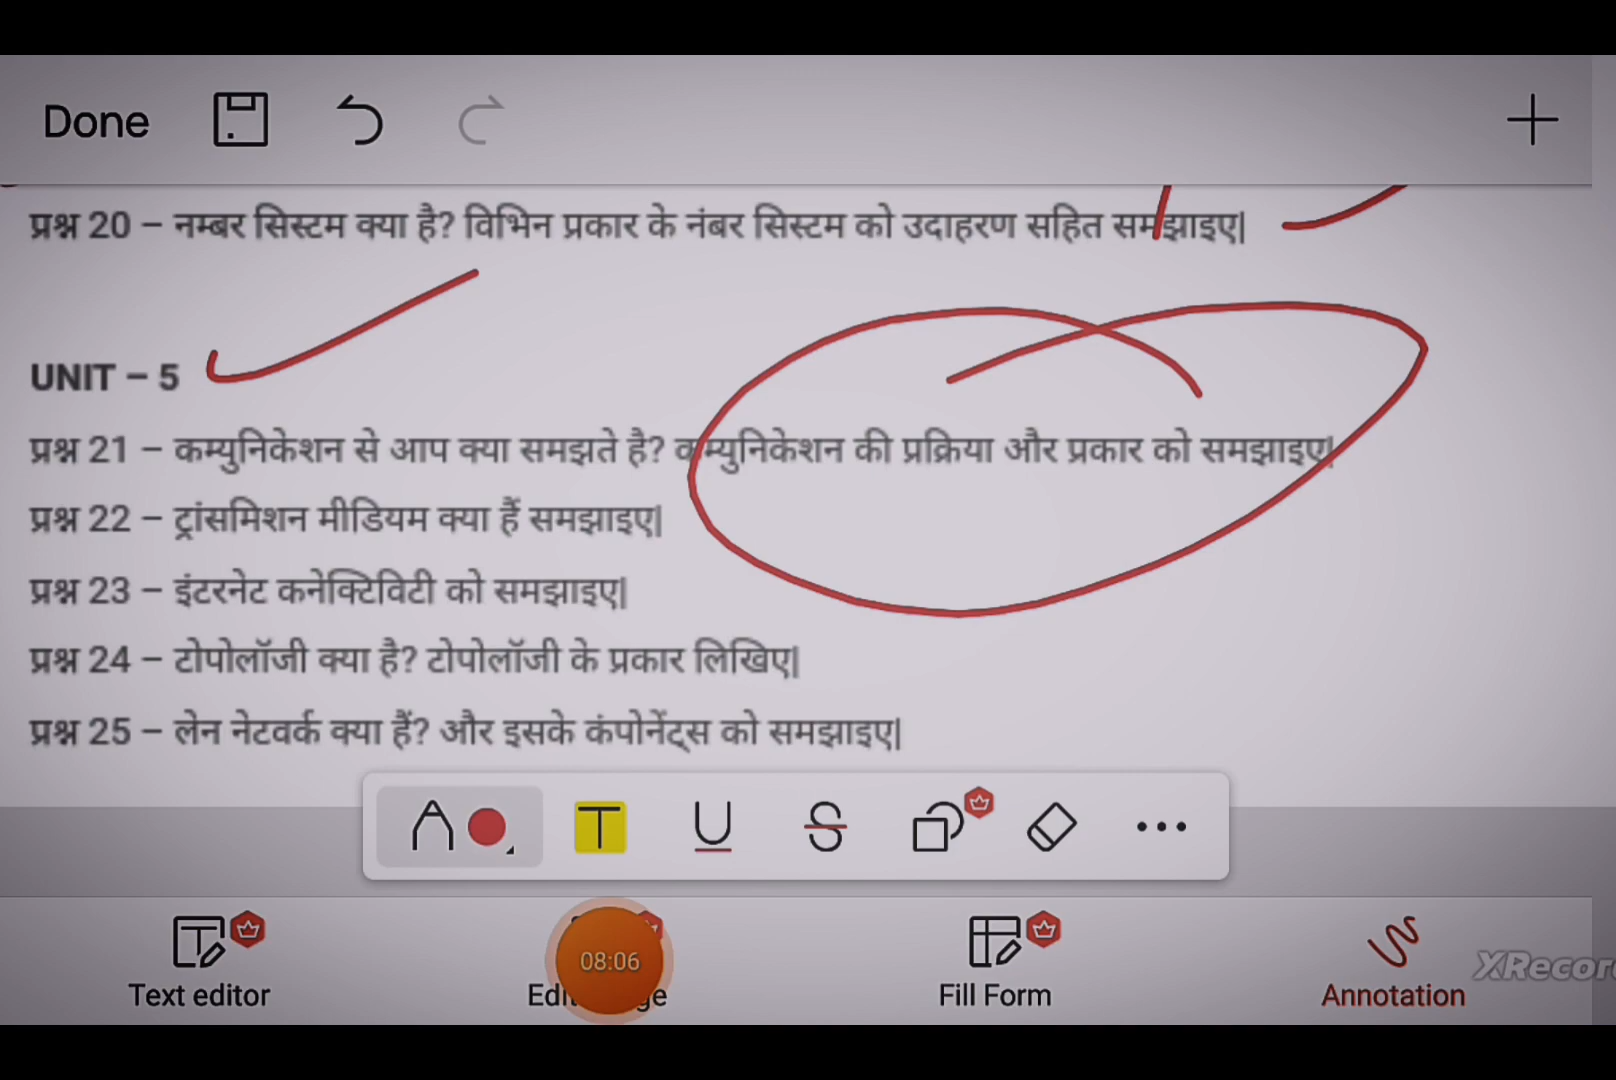 Done
प्रश्न 20 – नम्बर सिस्टम क्या है? विभिन प्रकार के नंबर सिस्टम को उदाहरण सहित समझाइए|
UNIT – 5
प्रश्न 21 – कम्युनिकेशन से आप क्या समझते है? कम्युनिकेशन की प्रक्रिया और प्रकार को समझाइए|
प्रश्न 22 – ट्रांसमिशन मीडियम क्या हैं समझाइए|
प्रश्न 23 – इंटरनेट कनेक्टिविटी को समझाइए|
प्रश्न 24 – टोपोलॉजी क्या है? टोपोलॉजी के प्रकार लिखिए|
प्रश्न 25 – लेन नेटवर्क क्या हैं? और इसके कंपोनेंट्स को समझाइए|
08:06
Text editor
Fill Form
Annotation
XRecor